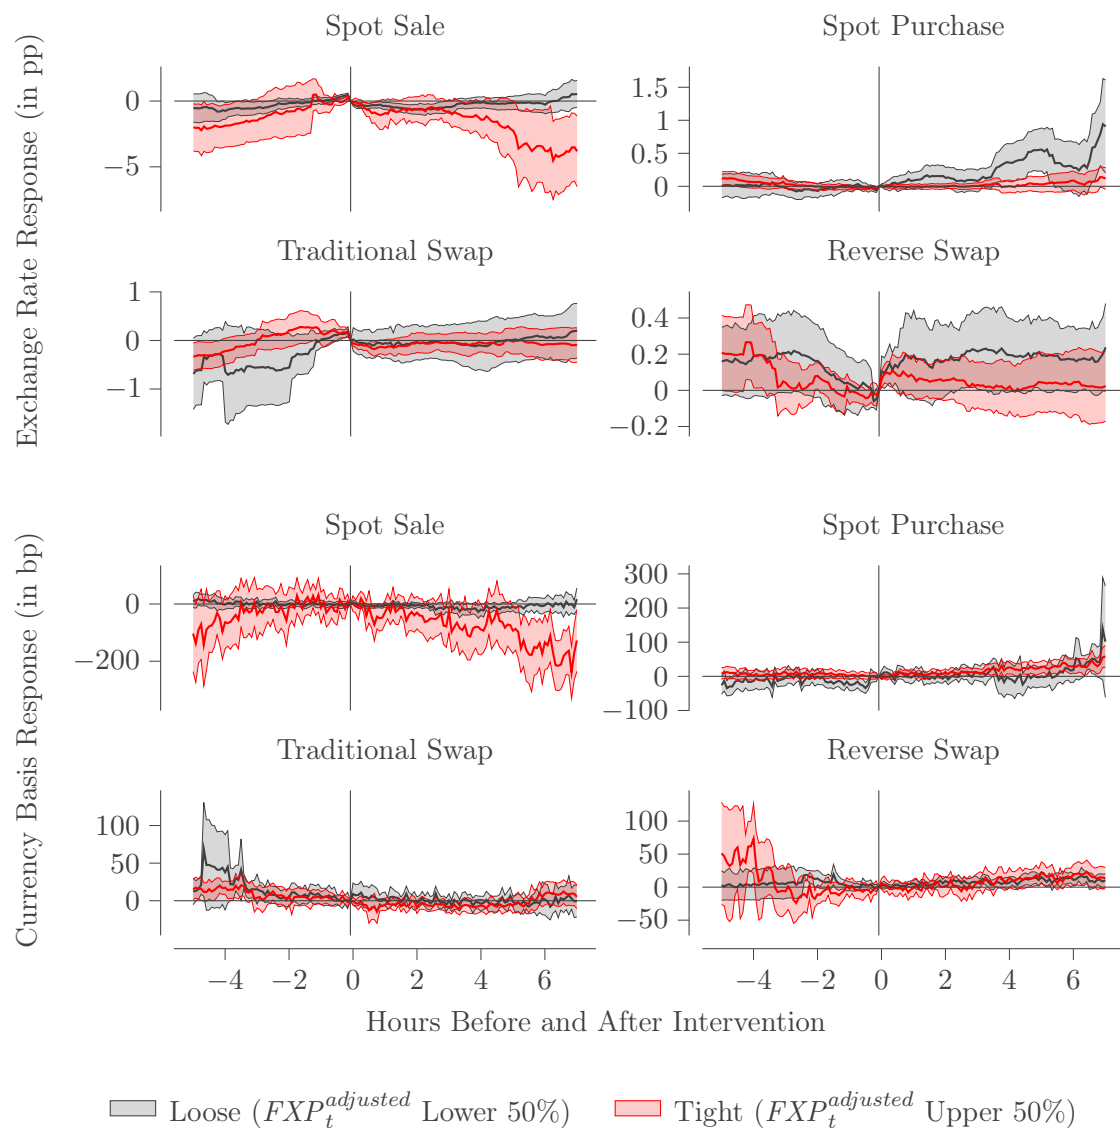 Exchange Rate Response (in pp)
Spot Sale
0
−5
Spot Purchase
1.5
1
0.5
0
Traditional Swap
1
0
−1
Reverse Swap
0.4
0.2
0
−0.2
Currency Basis Response (in bp)
Spot Sale
0
−200
Spot Purchase
300
200
100
0
−100
Traditional Swap
100
50
0
Reverse Swap
100
50
0
−50
−4 −2 0 2 4 6
−4 −2 0 2 4 6
Hours Before and After Intervention
Loose (FXP_t^adjusted Lower 50%)
Tight (FXP_t^adjusted Upper 50%)